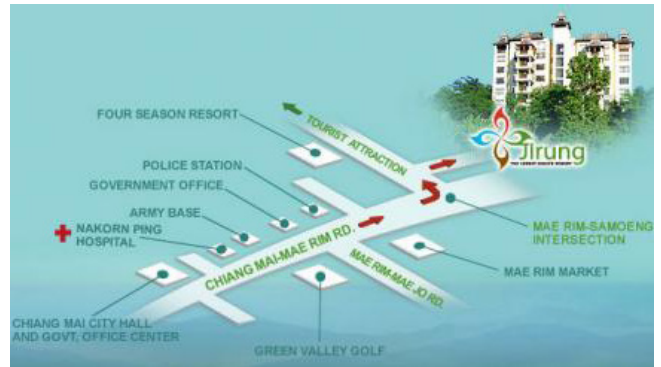 FOUR SEASON RESORT
TOURIST ATTRACTION
Jirung
POLICE STATION
GOVERNMENT OFFICE
ARMY BASE
NAKORN PING
HOSPITAL
CHIANG MAI-MAE RIM RD.
MAE RIM-SAMOENG
INTERSECTION
MAE RIM MARKET
MAE RIM-MAE JO RD.
CHIANG MAI CITY HALL
AND GOVT. OFFICE CENTER
GREEN VALLEY GOLF